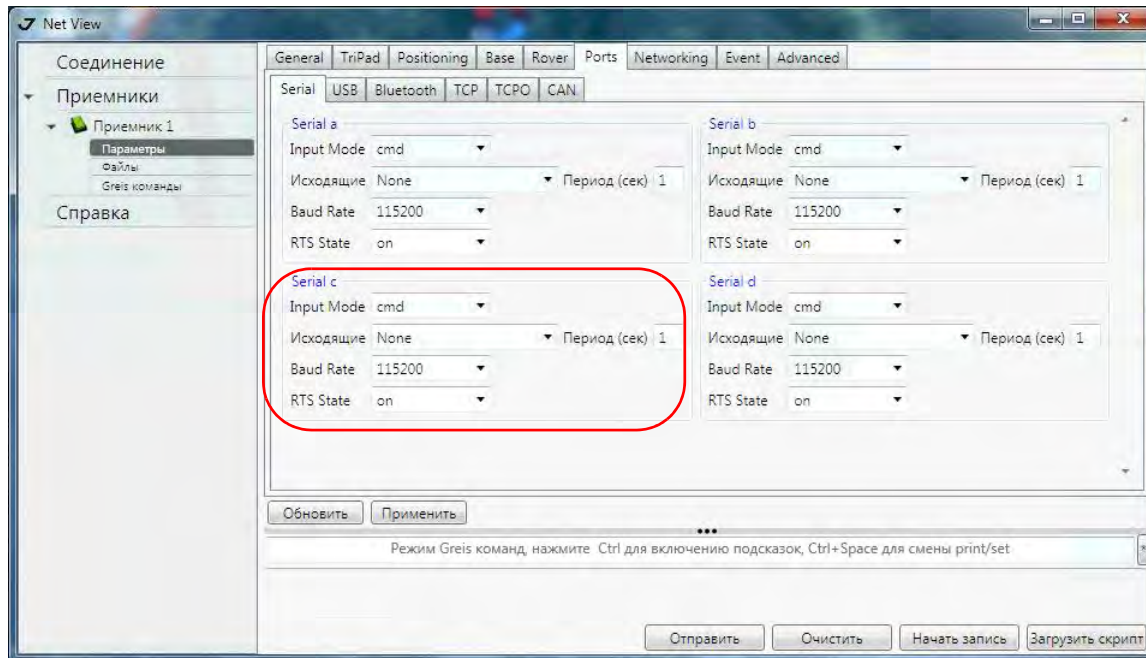 Net View
Соединение
Приемники
Приемник 1
Параметры
Файлы
Greis команды
Справка
General TriPad Positioning Base Rover Ports Networking Event Advanced
Serial USB Bluetooth TCP TCPO CAN
Serial a
Input Mode cmd
Исходящие None Период (сек) 1
Baud Rate 115200
RTS State on
Serial b
Input Mode cmd
Исходящие None Период (сек) 1
Baud Rate 115200
RTS State on
Serial c
Input Mode cmd
Исходящие None Период (сек) 1
Baud Rate 115200
RTS State on
Serial d
Input Mode cmd
Исходящие None Период (сек) 1
Baud Rate 115200
RTS State on
Обновить Применить
Режим Greis команд, нажмите Ctrl для включению подсказок, Ctrl+Space для смены print/set
Отправить Очистить Начать запись Загрузить скрипт